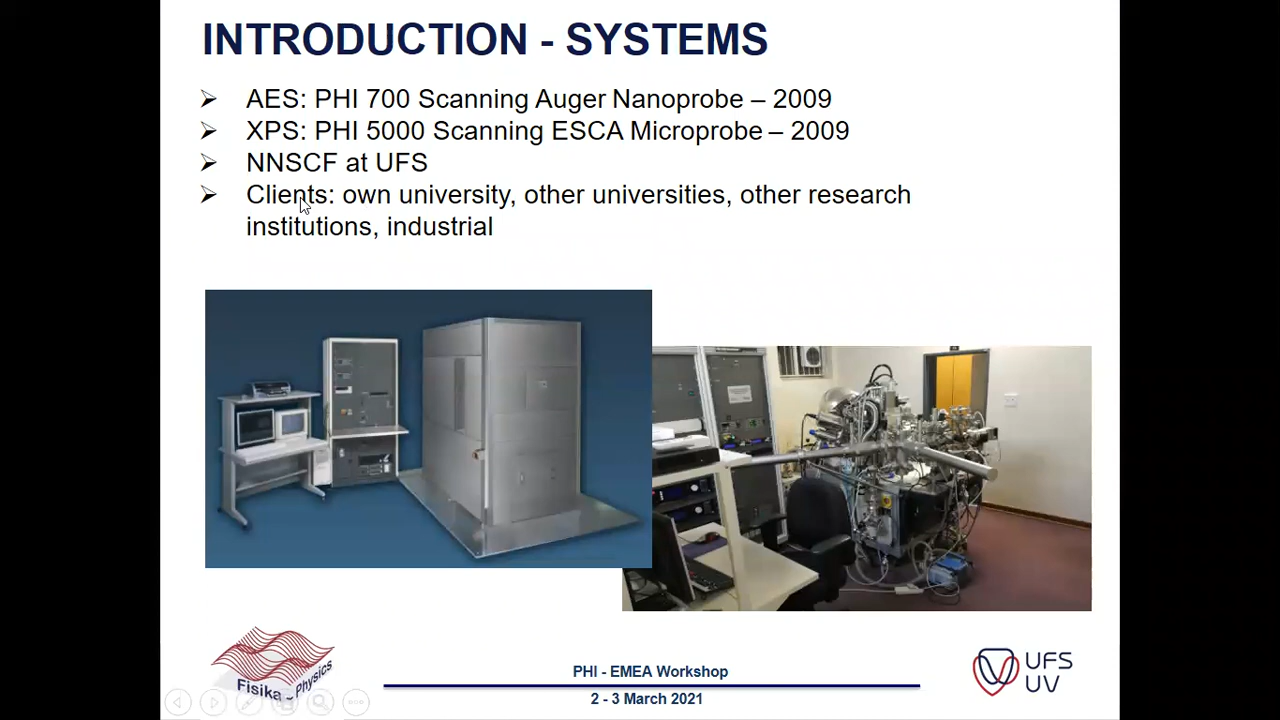 INTRODUCTION - SYSTEMS
➢ AES: PHI 700 Scanning Auger Nanoprobe – 2009
➢ XPS: PHI 5000 Scanning ESCA Microprobe – 2009
➢ NNSCF at UFS
➢ Clients: own university, other universities, other research
institutions, industrial
Fisika - Physics
PHI - EMEA Workshop
2 - 3 March 2021
UFS
UV